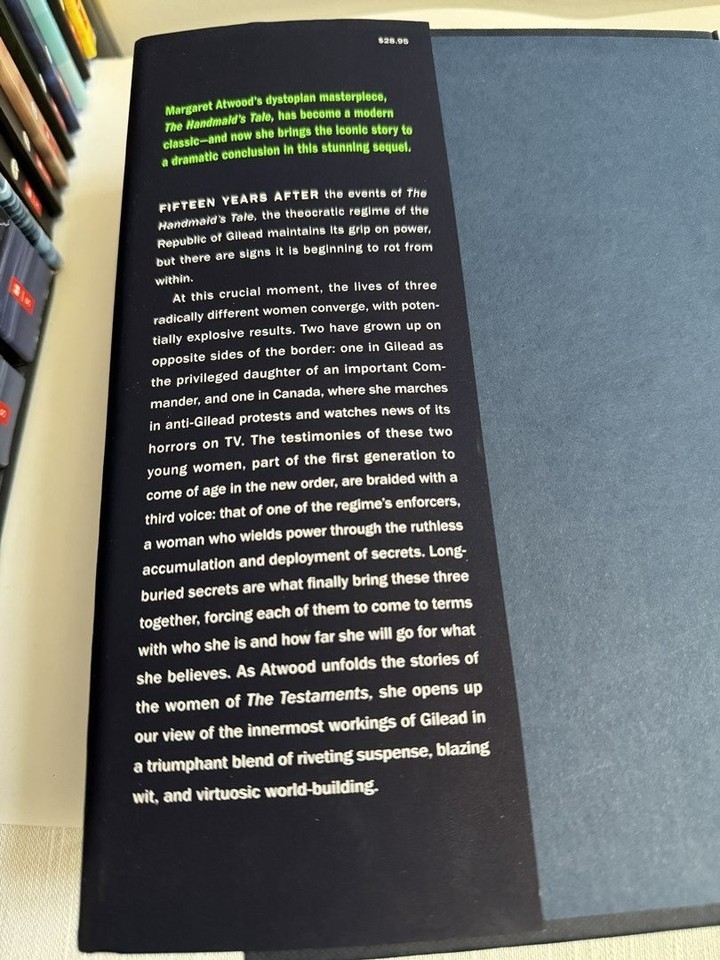 $28.95
Margaret Atwood's dystopian masterpiece,
The Handmaid's Tale, has become a modern
classic—and now she brings the iconic story to
a dramatic conclusion in this stunning sequel.
FIFTEEN YEARS AFTER the events of The
Handmaid's Tale, the theocratic regime of the
Republic of Gilead maintains its grip on power,
but there are signs it is beginning to rot from
within.
At this crucial moment, the lives of three
radically different women converge, with poten-
tially explosive results. Two have grown up on
opposite sides of the border: one in Gilead as
the privileged daughter of an important Com-
mander, and one in Canada, where she marches
in anti-Gilead protests and watches news of its
horrors on TV. The testimonies of these two
young women, part of the first generation to
come of age in the new order, are braided with a
third voice: that of one of the regime's enforcers,
a woman who wields power through the ruthless
accumulation and deployment of secrets. Long-
buried secrets are what finally bring these three
together, forcing each of them to come to terms
with who she is and how far she will go for what
she believes. As Atwood unfolds the stories of
the women of The Testaments, she opens up
our view of the innermost workings of Gilead in
a triumphant blend of riveting suspense, blazing
wit, and virtuosic world-building.